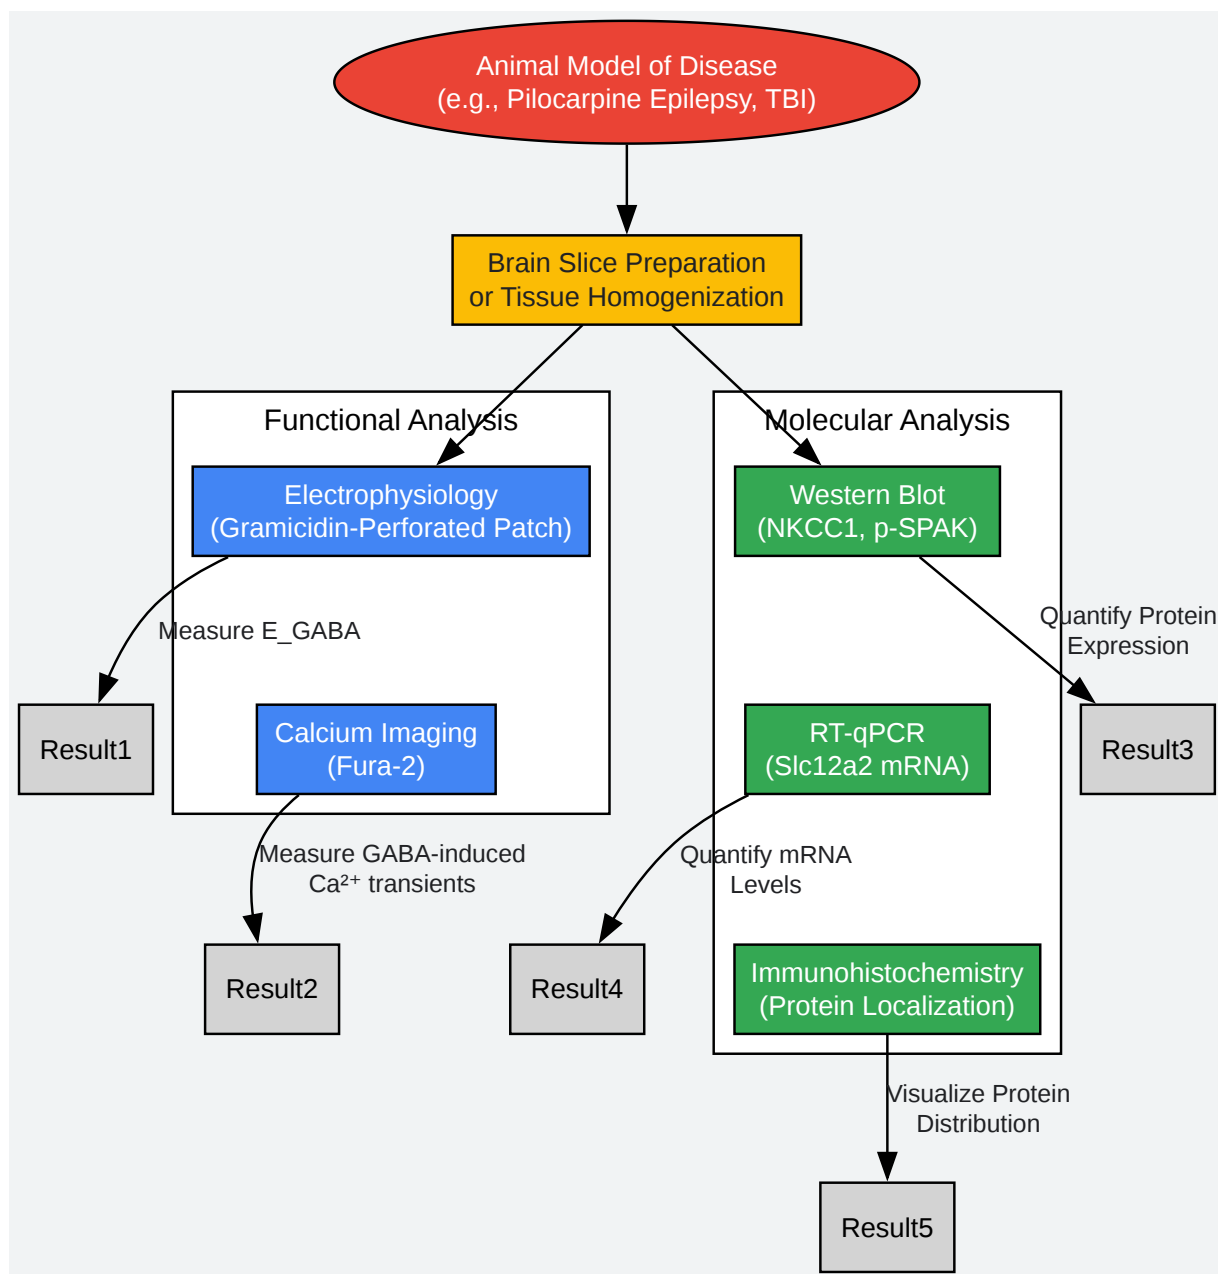 Animal Model of Disease
(e.g., Pilocarpine Epilepsy, TBI)
Brain Slice Preparation
or Tissue Homogenization
Functional Analysis
Molecular Analysis
Electrophysiology
(Gramicidin-Perforated Patch)
Western Blot
(NKCC1, p-SPAK)
Measure E_GABA
Quantify Protein
Expression
Result1
Calcium Imaging
(Fura-2)
RT-qPCR
(Slc12a2 mRNA)
Result3
Measure GABA-induced
Ca²⁺ transients
Quantify mRNA
Levels
Result2
Result4
Immunohistochemistry
(Protein Localization)
Visualize Protein
Distribution
Result5